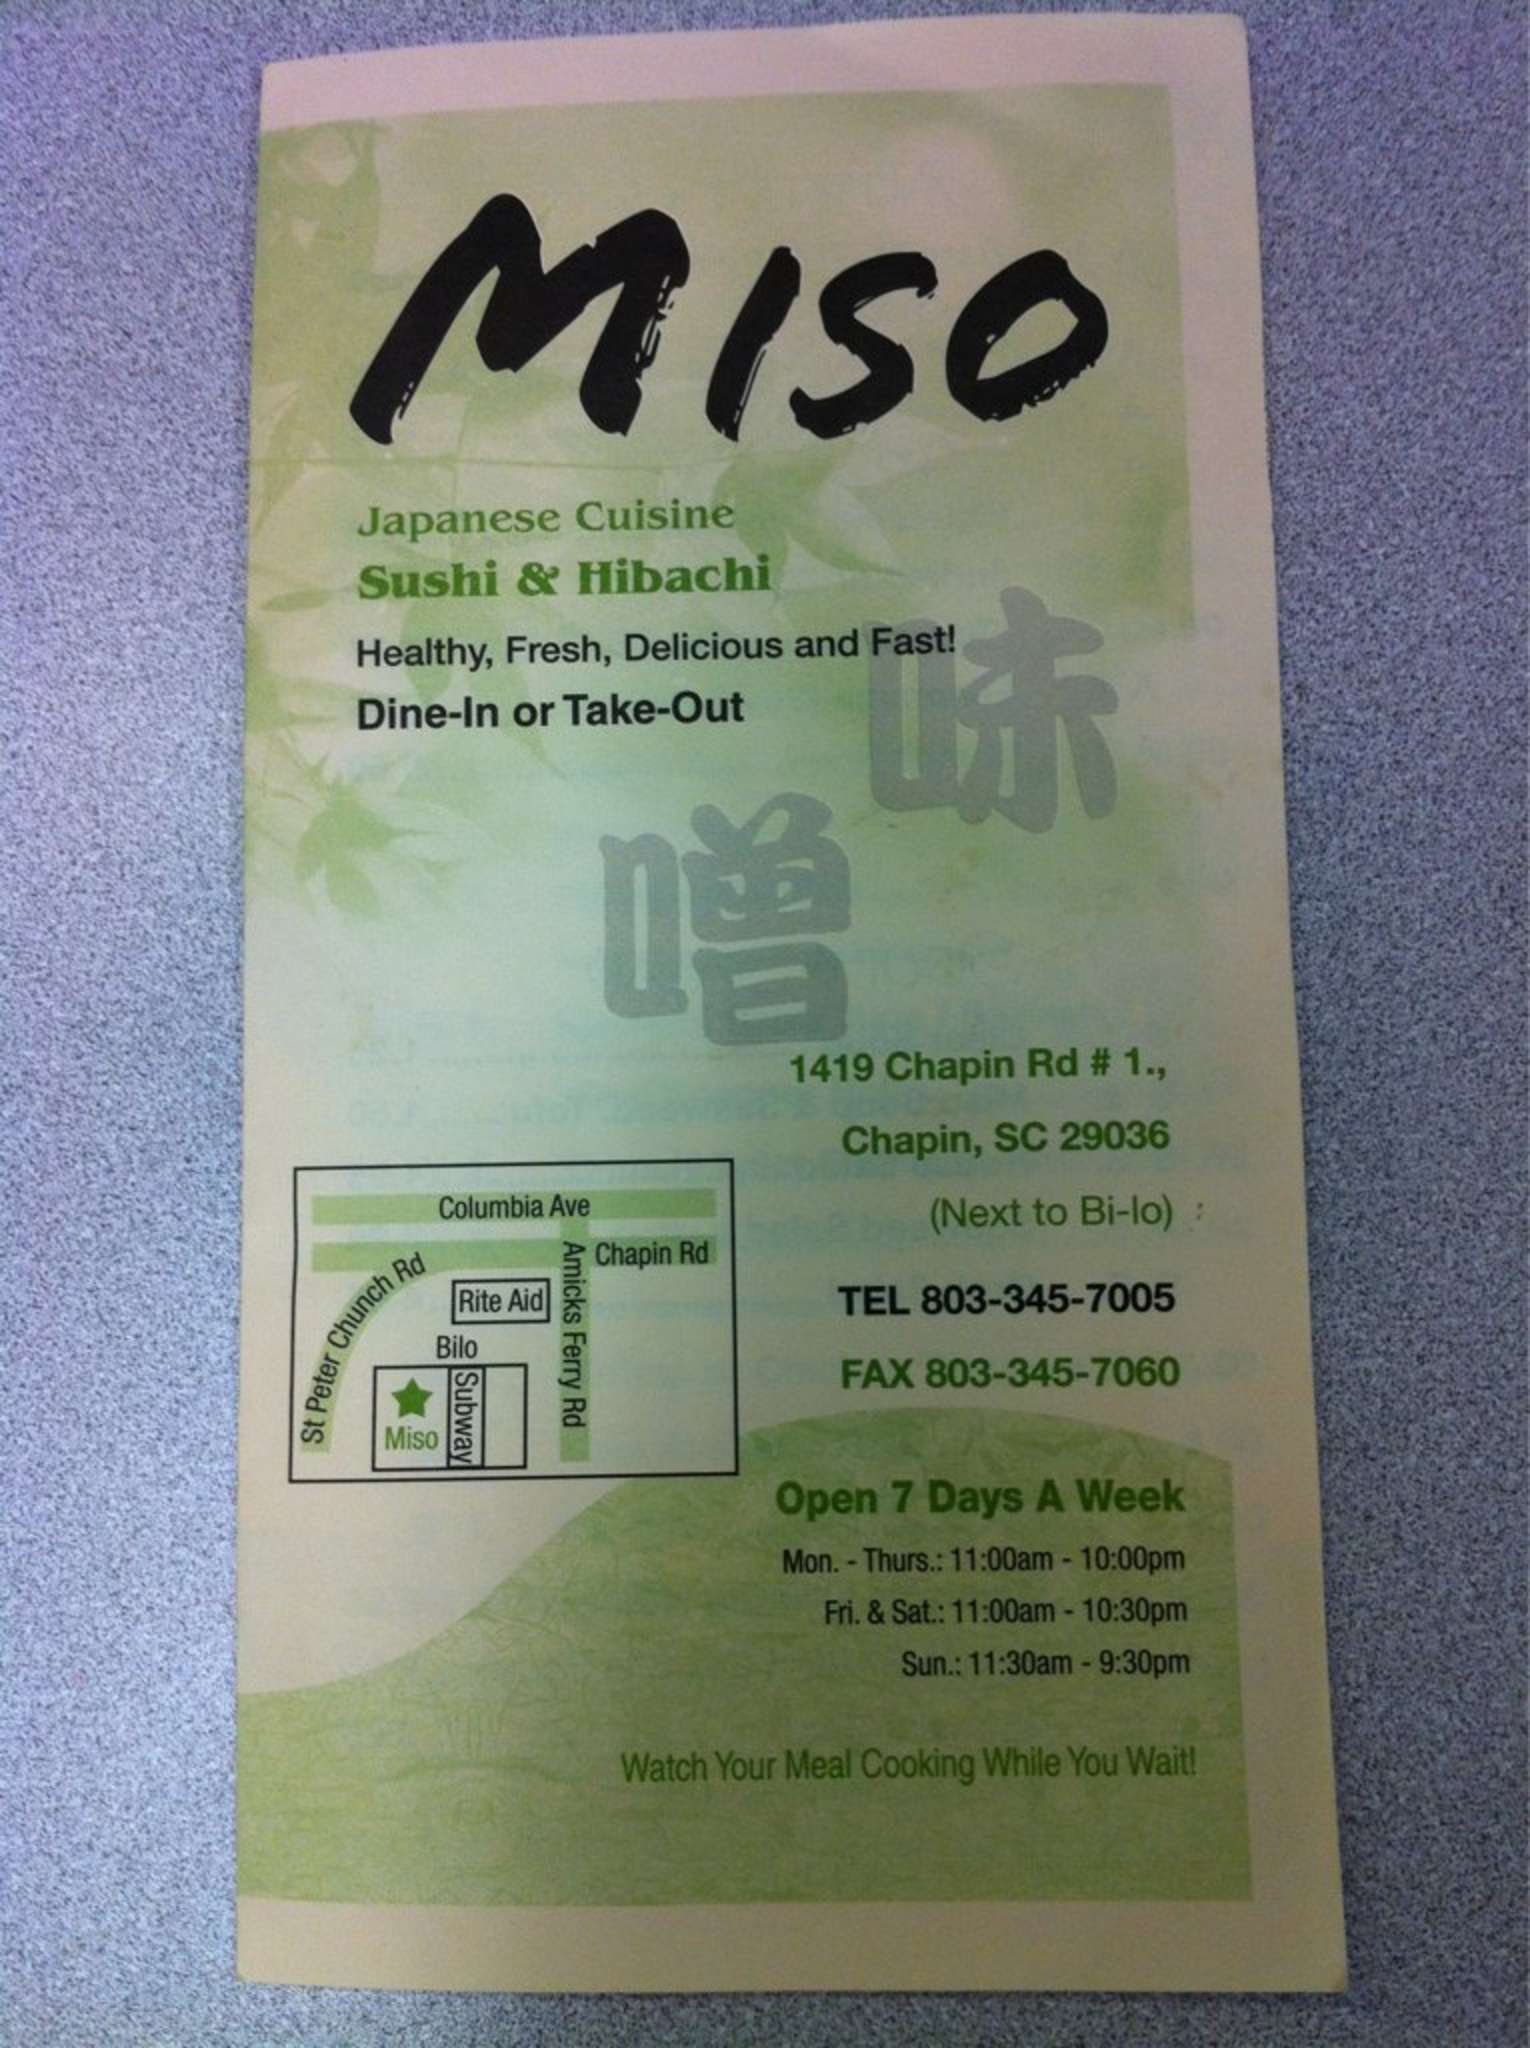 MISO
Japanese Cuisine
Sushi & Hibachi
Healthy, Fresh, Delicious and Fast!
Dine-In or Take-Out
味
噌
1419 Chapin Rd # 1.,
Chapin, SC 29036
(Next to Bi-lo)
TEL 803-345-7005
FAX 803-345-7060
Columbia Ave
Chapin Rd
St Peter Chunch Rd
Amicks Ferry Rd
Rite Aid
Bilo
Subway
Miso
Open 7 Days A Week
Mon. - Thurs.: 11:00am - 10:00pm
Fri. & Sat.: 11:00am - 10:30pm
Sun.: 11:30am - 9:30pm
Watch Your Meal Cooking While You Wait!